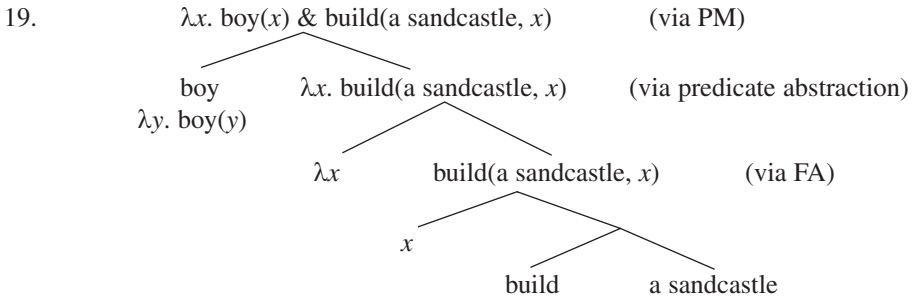 19. λx. boy(x) & build(a sandcastle, x) (via PM)
boy λx. build(a sandcastle, x) (via predicate abstraction)
λy. boy(y)
λx build(a sandcastle, x) (via FA)
x
build a sandcastle